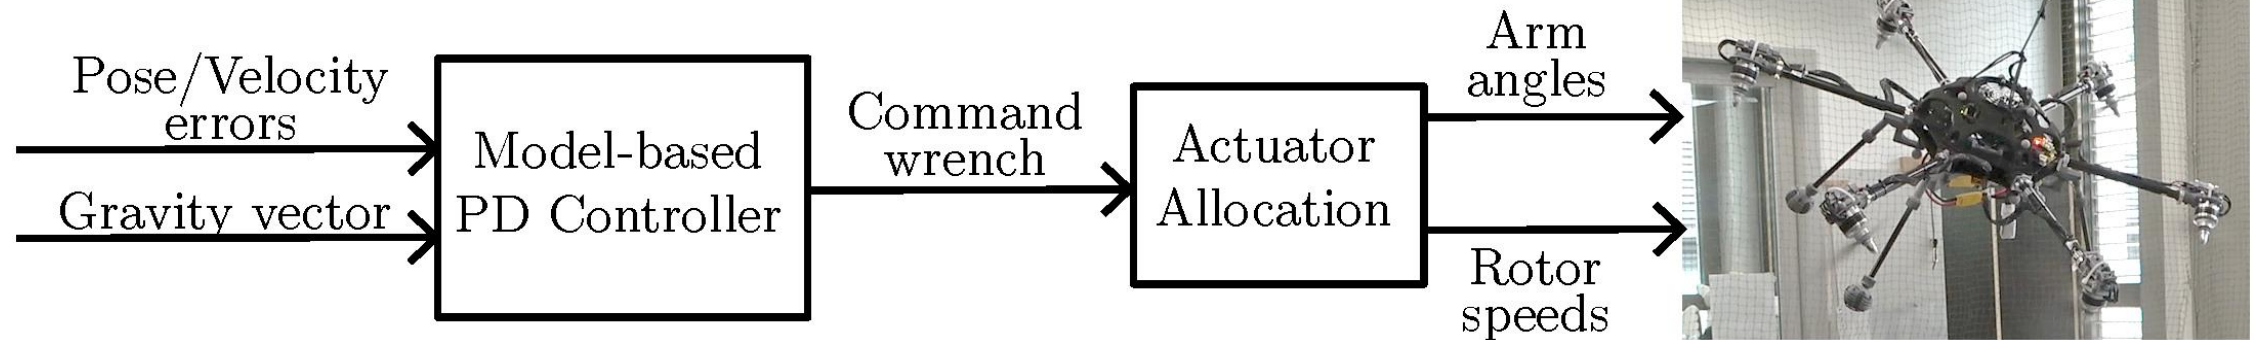 Pose/Velocity
errors
Gravity vector
Model-based
PD Controller
Command
wrench
Actuator
Allocation
Arm
angles
Rotor
speeds